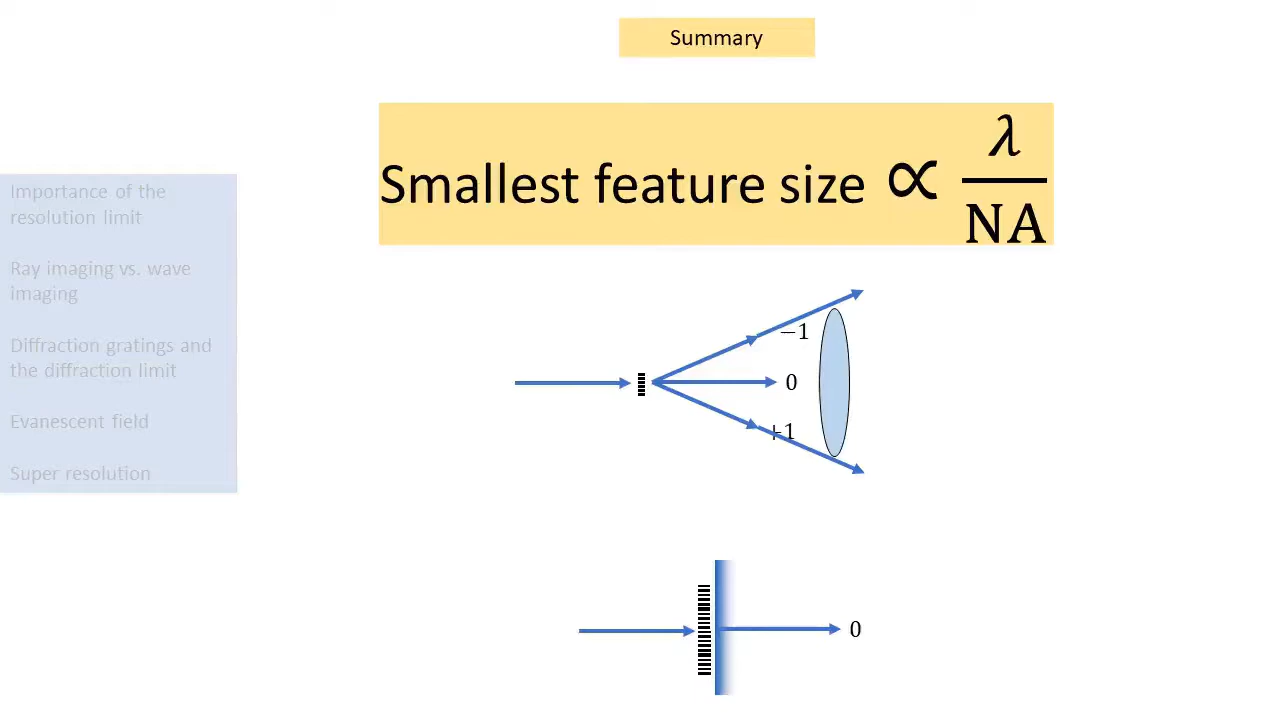 Summary
Smallest feature size ∝ λ/NA
Importance of the
resolution limit
Ray imaging vs. wave
imaging
Diffraction gratings and
the diffraction limit
Evanescent field
Super resolution
−1
0
+1
0